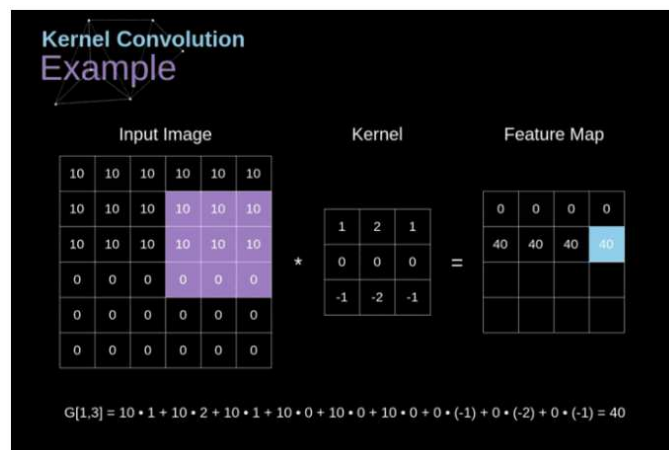 Kernel Convolution
Example
Input Image Kernel Feature Map
10 10 10 10 10 10
10 10 10 10 10 10
10 10 10 10 10 10
0 0 0 0 0 0
0 0 0 0 0 0
0 0 0 0 0 0
*
1 2 1
0 0 0
-1 -2 -1
=
0 0 0 0
40 40 40 40
G[1,3] = 10 • 1 + 10 • 2 + 10 • 1 + 10 • 0 + 10 • 0 + 10 • 0 + 0 • (-1) + 0 • (-2) + 0 • (-1) = 40